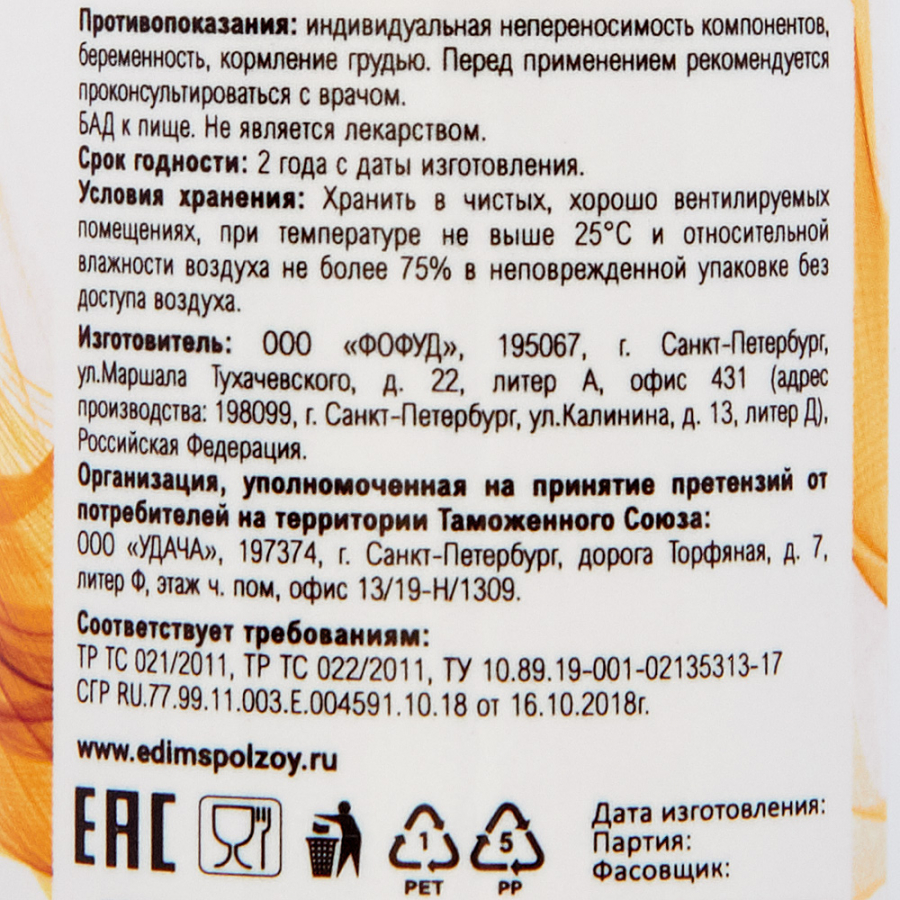 Противопоказания: индивидуальная непереносимость компонентов,
беременность, кормление грудью. Перед применением рекомендуется
проконсультироваться с врачом.
БАД к пище. Не является лекарством.
Срок годности: 2 года с даты изготовления.
Условия хранения: Хранить в чистых, хорошо вентилируемых
помещениях, при температуре не выше 25°C и относительной
влажности воздуха не более 75% в неповрежденной упаковке без
доступа воздуха.
Изготовитель: ООО «ФОФУД», 195067, г. Санкт-Петербург,
ул.Маршала Тухачевского, д. 22, литер А, офис 431 (адрес
производства: 198099, г. Санкт-Петербург, ул.Калинина, д. 13, литер Д),
Российская Федерация.
Организация, уполномоченная на принятие претензий от
потребителей на территории Таможенного Союза:
ООО «УДАЧА», 197374, г. Санкт-Петербург, дорога Торфяная, д. 7,
литер Ф, этаж ч. пом, офис 13/19-Н/1309.
Соответствует требованиям:
ТР ТС 021/2011, ТР ТС 022/2011, ТУ 10.89.19-001-02135313-17
СГР RU.77.99.11.003.Е.004591.10.18 от 16.10.2018г.
www.edimspolzoy.ru
EAC
1
PET
5
PP
Дата изготовления:
Партия:
Фасовщик: